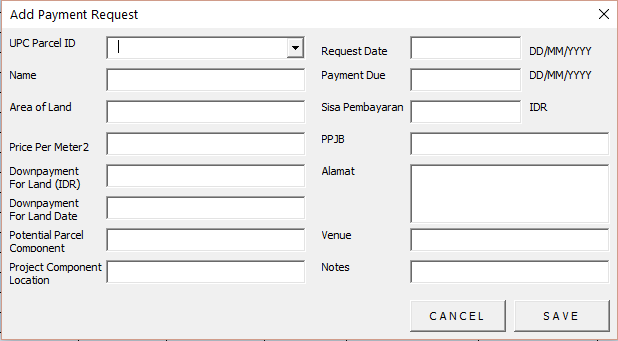 Add Payment Request
UPC Parcel ID
Name
Area of Land
Price Per Meter2
Downpayment
For Land (IDR)
Downpayment
For Land Date
Potential Parcel
Component
Project Component
Location
Request Date
DD/MM/YYYY
Payment Due
DD/MM/YYYY
Sisa Pembayaran
IDR
PPJB
Alamat
Venue
Notes
CANCEL
SAVE